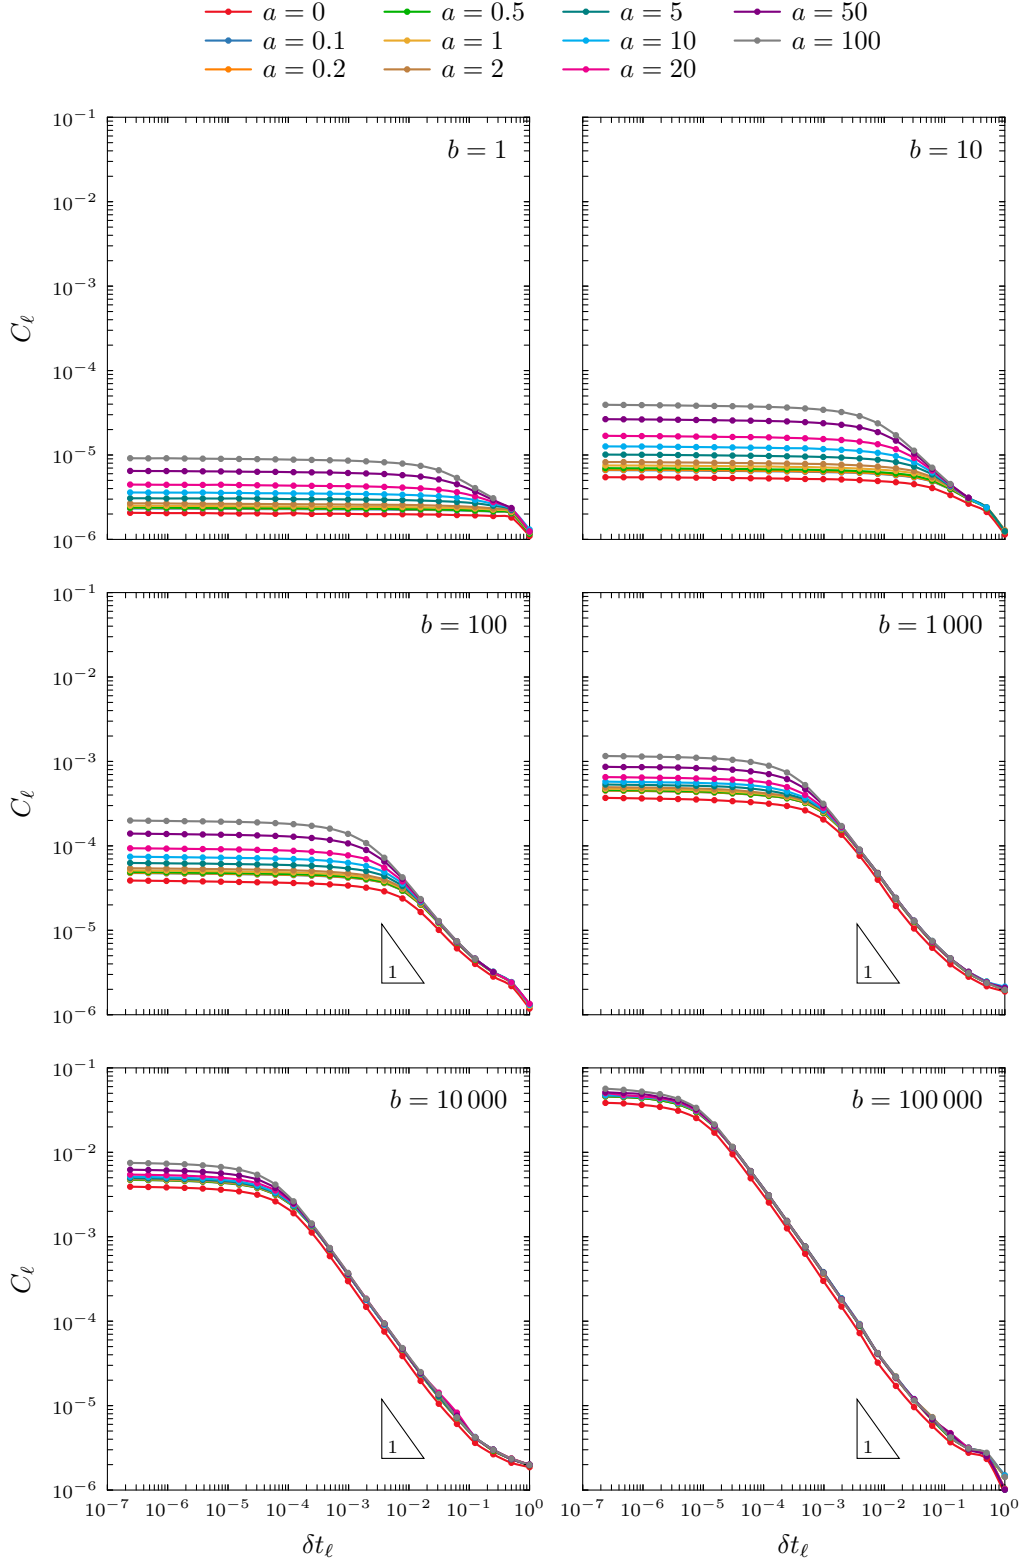 a = 0 a = 0.5 a = 5 a = 50
a = 0.1 a = 1 a = 10 a = 100
a = 0.2 a = 2 a = 20
10⁻¹
10⁻²
10⁻³
10⁻⁴
10⁻⁵
10⁻⁶
C_ℓ
b = 1
b = 10
10⁻¹
10⁻²
10⁻³
10⁻⁴
10⁻⁵
10⁻⁶
C_ℓ
b = 100
1
b = 1 000
1
10⁻¹
10⁻²
10⁻³
10⁻⁴
10⁻⁵
10⁻⁶
C_ℓ
b = 10 000
1
b = 100 000
1
10⁻⁷ 10⁻⁶ 10⁻⁵ 10⁻⁴ 10⁻³ 10⁻² 10⁻¹ 10⁰
δt_ℓ
10⁻⁷ 10⁻⁶ 10⁻⁵ 10⁻⁴ 10⁻³ 10⁻² 10⁻¹ 10⁰
δt_ℓ